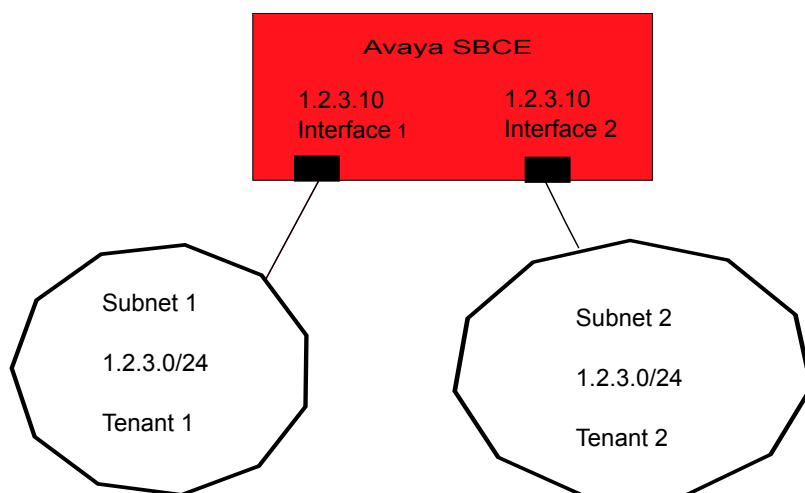 Avaya SBCE
1.2.3.10
Interface 1
1.2.3.10
Interface 2
Subnet 1
1.2.3.0/24
Tenant 1
Subnet 2
1.2.3.0/24
Tenant 2